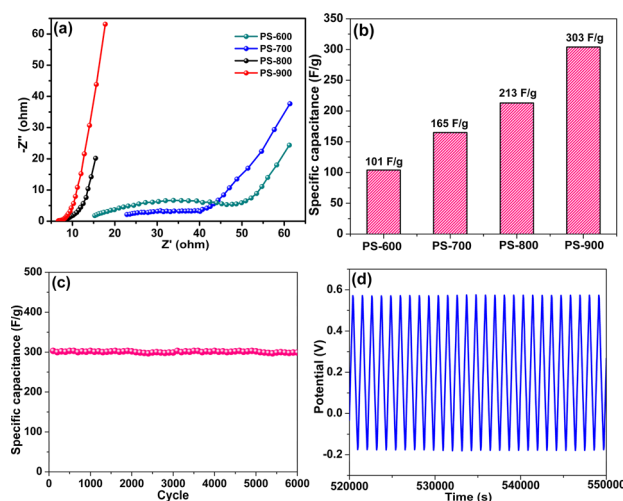 (a)
PS-600
PS-700
PS-800
PS-900
-Z'' (ohm)
-60
-50
-40
-30
-20
-10
0
0 10 20 30 40 50 60
Z' (ohm)
(b)
Specific capacitance (F/g)
350
300
250
200
150
100
50
0
101 F/g
165 F/g
213 F/g
303 F/g
PS-600 PS-700 PS-800 PS-900
(c)
Specific capacitance (F/g)
500
400
300
200
100
0
0 1000 2000 3000 4000 5000 6000
Cycle
(d)
Potential (V)
0.6
0.4
0.2
0.0
-0.2
520000 530000 540000 550000
Time (s)